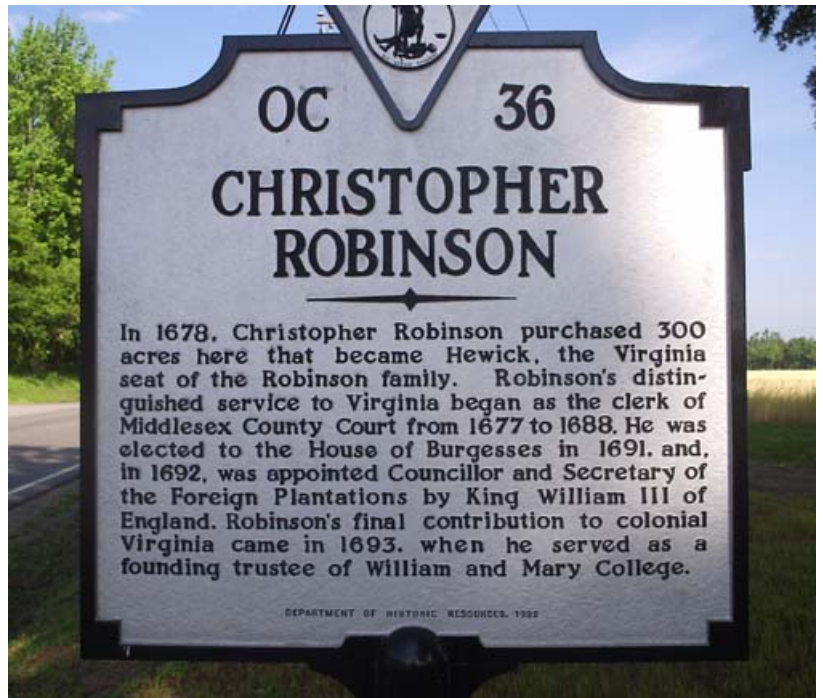 OC 36
CHRISTOPHER
ROBINSON
In 1678, Christopher Robinson purchased 300
acres here that became Hewick, the Virginia
seat of the Robinson family. Robinson's distin-
guished service to Virginia began as the clerk of
Middlesex County Court from 1677 to 1688. He was
elected to the House of Burgesses in 1691, and,
in 1692, was appointed Councillor and Secretary of
the Foreign Plantations by King William III of
England. Robinson's final contribution to colonial
Virginia came in 1693, when he served as a
founding trustee of William and Mary College.
DEPARTMENT OF HISTORIC RESOURCES,